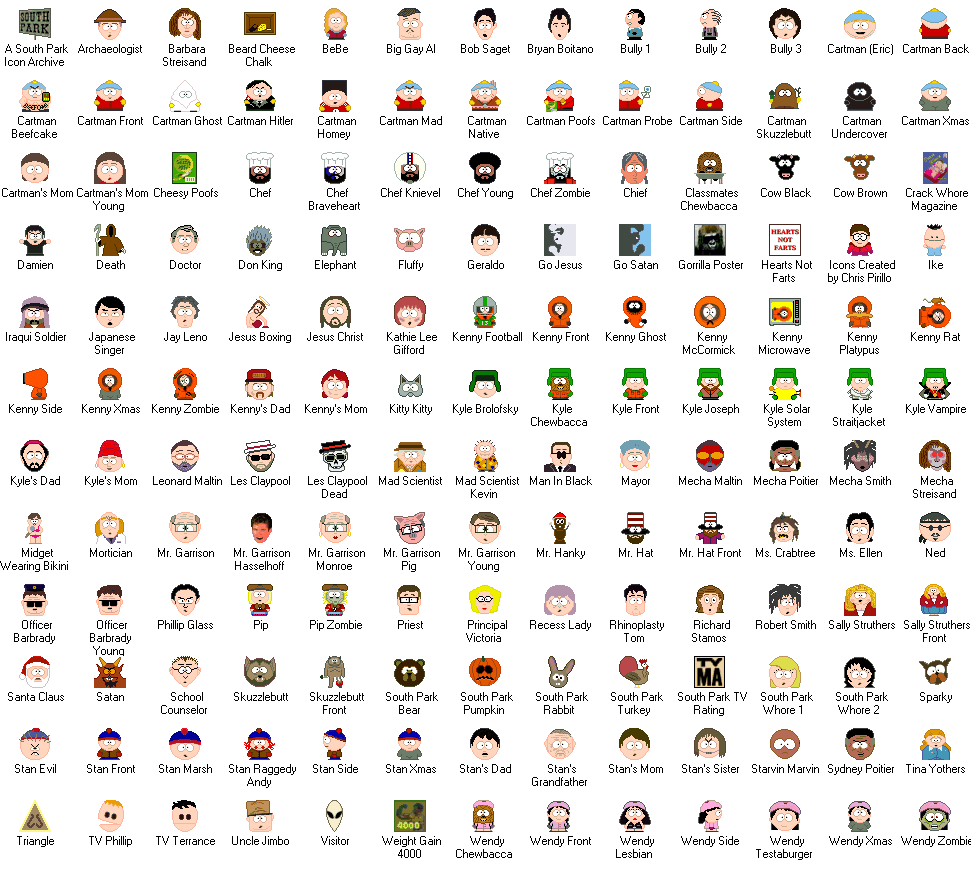 SOUTH
PARK
A South Park
Icon Archive
Archaeologist
Barbara
Streisand
Beard Cheese
Chalk
BeBe
Big Gay Al
Bob Saget
Bryan Boitano
Bully 1
Bully 2
Bully 3
Cartman (Eric)
Cartman Back
Cartman
Beefcake
Cartman Front
Cartman Ghost
Cartman Hitler
Cartman
Homey
Cartman Mad
Cartman
Native
Cartman Poofs
Cartman Probe
Cartman Side
Cartman
Skuzzlebutt
Cartman
Undercover
Cartman Xmas
Cartman's Mom
Cartman's Mom
Young
Cheesy Poofs
Chef
Chef
Braveheart
Chef Knievel
Chef Young
Chef Zombie
Chief
Classmates
Chewbacca
Cow Black
Cow Brown
Crack Whore
Magazine
Damien
Death
Doctor
Don King
Elephant
Fluffy
Geraldo
Go Jesus
Go Satan
Gorrilla Poster
HEARTS
NOT
FARTS
Hearts Not
Farts
Icons Created
by Chris Pirillo
Ike
Iraqui Soldier
Japanese
Singer
Jay Leno
Jesus Boxing
Jesus Christ
Kathie Lee
Gifford
Kenny Football
Kenny Front
Kenny Ghost
Kenny
McCormick
Kenny
Microwave
Kenny
Platypus
Kenny Rat
Kenny Side
Kenny Xmas
Kenny Zombie
Kenny's Dad
Kenny's Mom
Kitty Kitty
Kyle Brolofsky
Kyle
Chewbacca
Kyle Front
Kyle Joseph
Kyle Solar
System
Kyle
Straitjacket
Kyle Vampire
Kyle's Dad
Kyle's Mom
Leonard Maltin
Les Claypool
Les Claypool
Dead
Mad Scientist
Mad Scientist
Kevin
Man In Black
Mayor
Mecha Maltin
Mecha Poitier
Mecha Smith
Mecha
Streisand
Midget
Wearing Bikini
Mortician
Mr. Garrison
Mr. Garrison
Hasselhoff
Mr. Garrison
Monroe
Mr. Garrison
Pig
Mr. Garrison
Young
Mr. Hanky
Mr. Hat
Mr. Hat Front
Ms. Crabtree
Ms. Ellen
Ned
Officer
Barbrady
Officer
Barbrady
Young
Phillip Glass
Pip
Pip Zombie
Priest
Principal
Victoria
Recess Lady
Rhinoplasty
Tom
Richard
Stamos
Robert Smith
Sally Struthers
Sally Struthers
Front
Santa Claus
Satan
School
Counselor
Skuzzlebutt
Skuzzlebutt
Front
South Park
Bear
South Park
Pumpkin
South Park
Rabbit
South Park
Turkey
TV
MA
South Park TV
Rating
South Park
Whore 1
South Park
Whore 2
Sparky
Stan Evil
Stan Front
Stan Marsh
Stan Raggedy
Andy
Stan Side
Stan Xmas
Stan's Dad
Stan's
Grandfather
Stan's Mom
Stan's Sister
Starvin Marvin
Sydney Poitier
Tina Yothers
Triangle
TV Phillip
TV Terrance
Uncle Jimbo
Visitor
4000
Weight Gain
4000
Wendy
Chewbacca
Wendy Front
Wendy
Lesbian
Wendy Side
Wendy
Testaburger
Wendy Xmas
Wendy Zombie